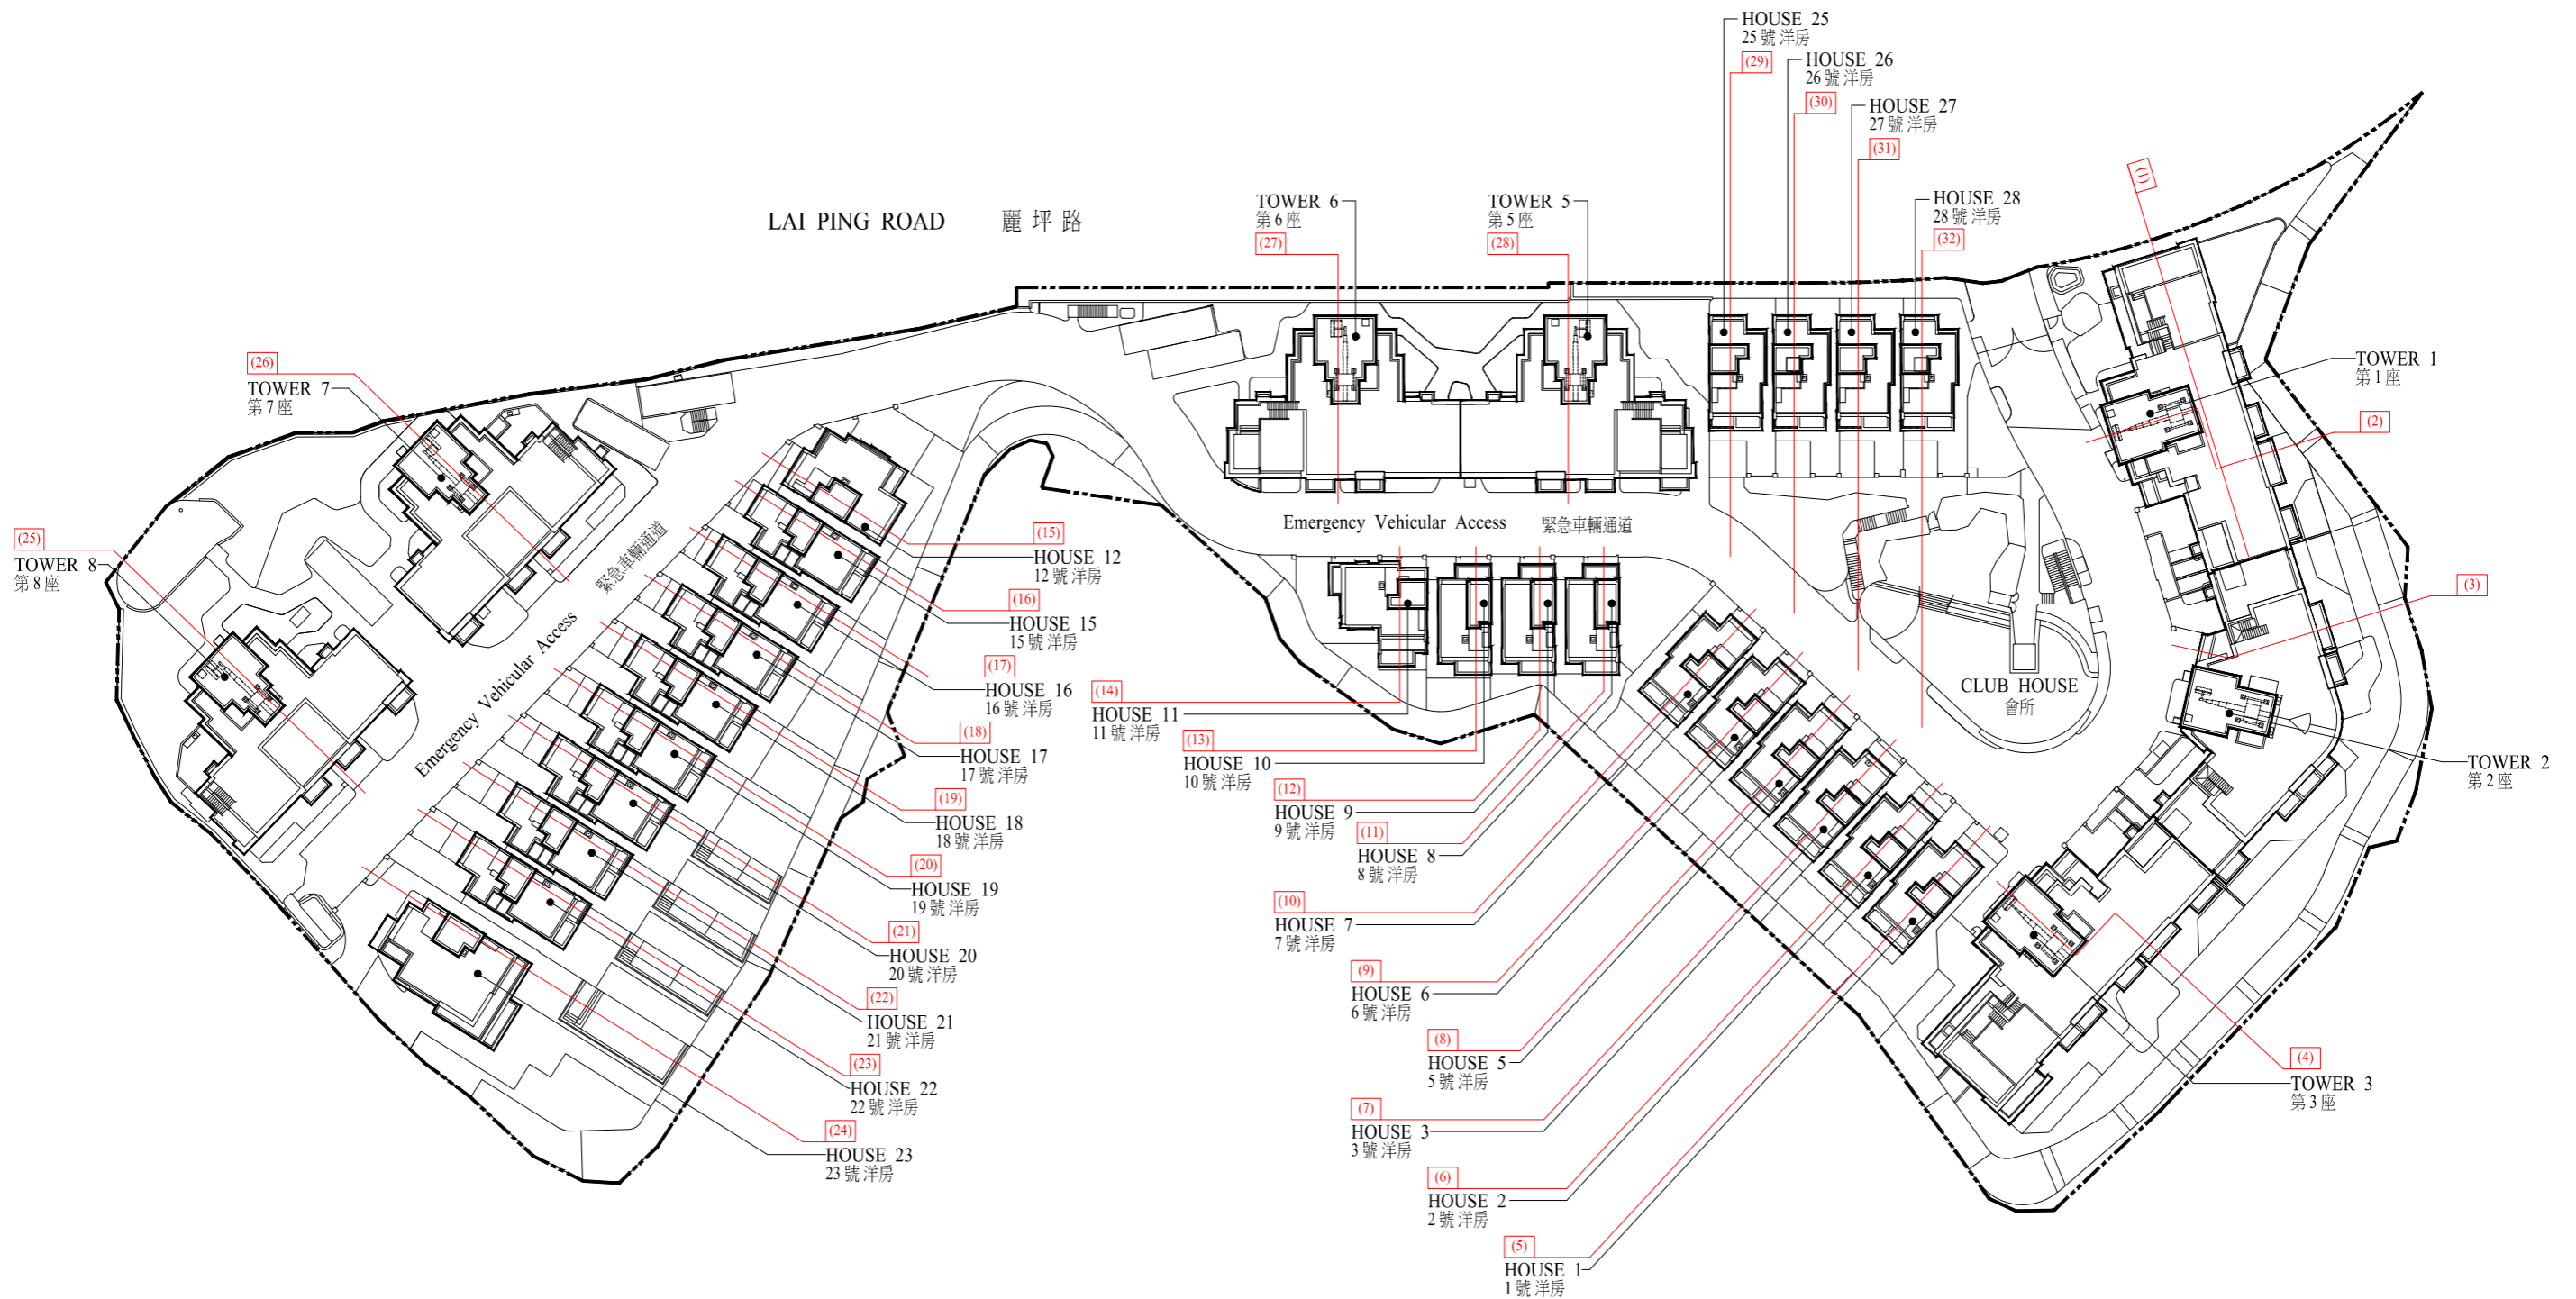 HOUSE 25
25 號 洋房
(29)
HOUSE 26
26 號 洋房
(30)
HOUSE 27
27 號 洋房
(31)
HOUSE 28
28 號 洋房
(32)
(1)
TOWER 6
第 6 座
(27)
TOWER 5
第 5 座
(28)
LAI PING ROAD 麗 坪 路
TOWER 1
第 1 座
(2)
(26)
TOWER 7
第 7 座
(25)
TOWER 8
第 8 座
Emergency Vehicular Access 緊急車輛通道
Emergency Vehicular Access 緊急車輛通道
(15)
HOUSE 12
12 號 洋房
(16)
HOUSE 15
15 號 洋房
(17)
HOUSE 16
16 號 洋房
(18)
HOUSE 17
17 號 洋房
(19)
HOUSE 18
18 號 洋房
(20)
HOUSE 19
19 號 洋房
(21)
HOUSE 20
20 號 洋房
(22)
HOUSE 21
21 號 洋房
(23)
HOUSE 22
22 號 洋房
(24)
HOUSE 23
23 號 洋房
(14)
HOUSE 11
11 號 洋房
(13)
HOUSE 10
10 號 洋房
(12)
HOUSE 9
9 號 洋房
(11)
HOUSE 8
8 號 洋房
(10)
HOUSE 7
7 號 洋房
(9)
HOUSE 6
6 號 洋房
(8)
HOUSE 5
5 號 洋房
(7)
HOUSE 3
3 號 洋房
(6)
HOUSE 2
2 號 洋房
(5)
HOUSE 1
1 號 洋房
CLUB HOUSE
會所
(3)
TOWER 2
第 2 座
(4)
TOWER 3
第 3 座